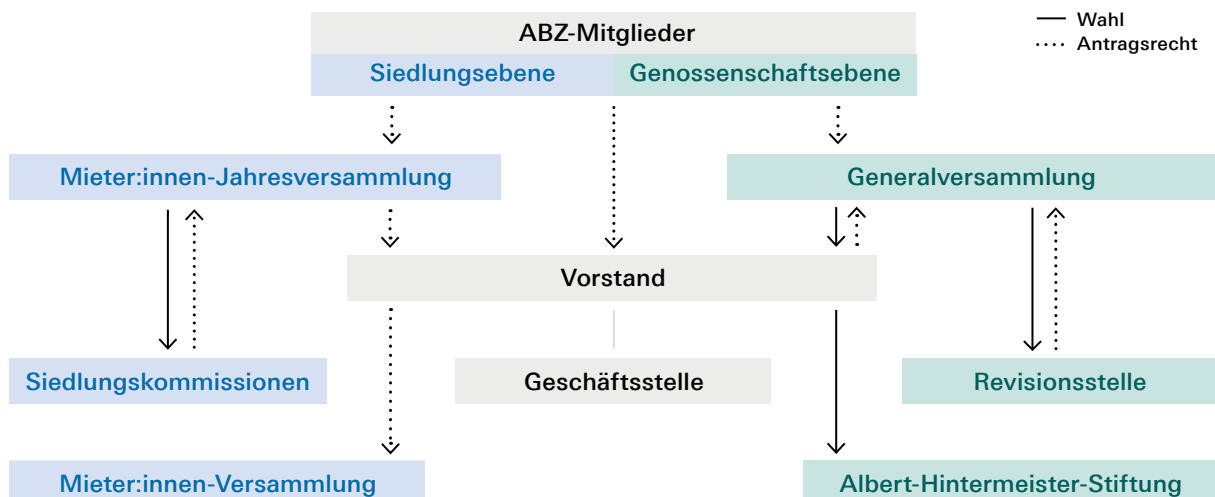 ABZ-Mitglieder
Wahl
Antragsrecht
Siedlungsebene
Genossenschaftsebene
Mieter:innen-Jahresversammlung
Generalversammlung
Vorstand
Siedlungskommissionen
Geschäftsstelle
Revisionsstelle
Mieter:innen-Versammlung
Albert-Hintermeister-Stiftung